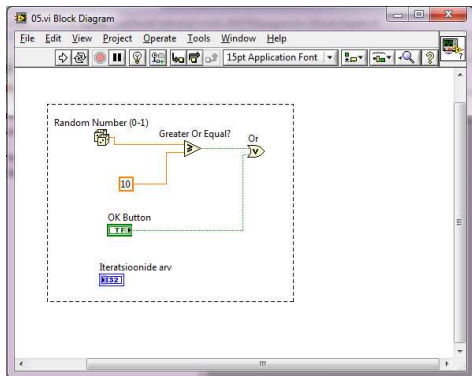 05.vi Block Diagram
File Edit View Project Operate Tools Window Help
15pt Application Font
Random Number (0-1)
Greater Or Equal?
Or
10
OK Button
TF
Iteratsioonide arv
I32